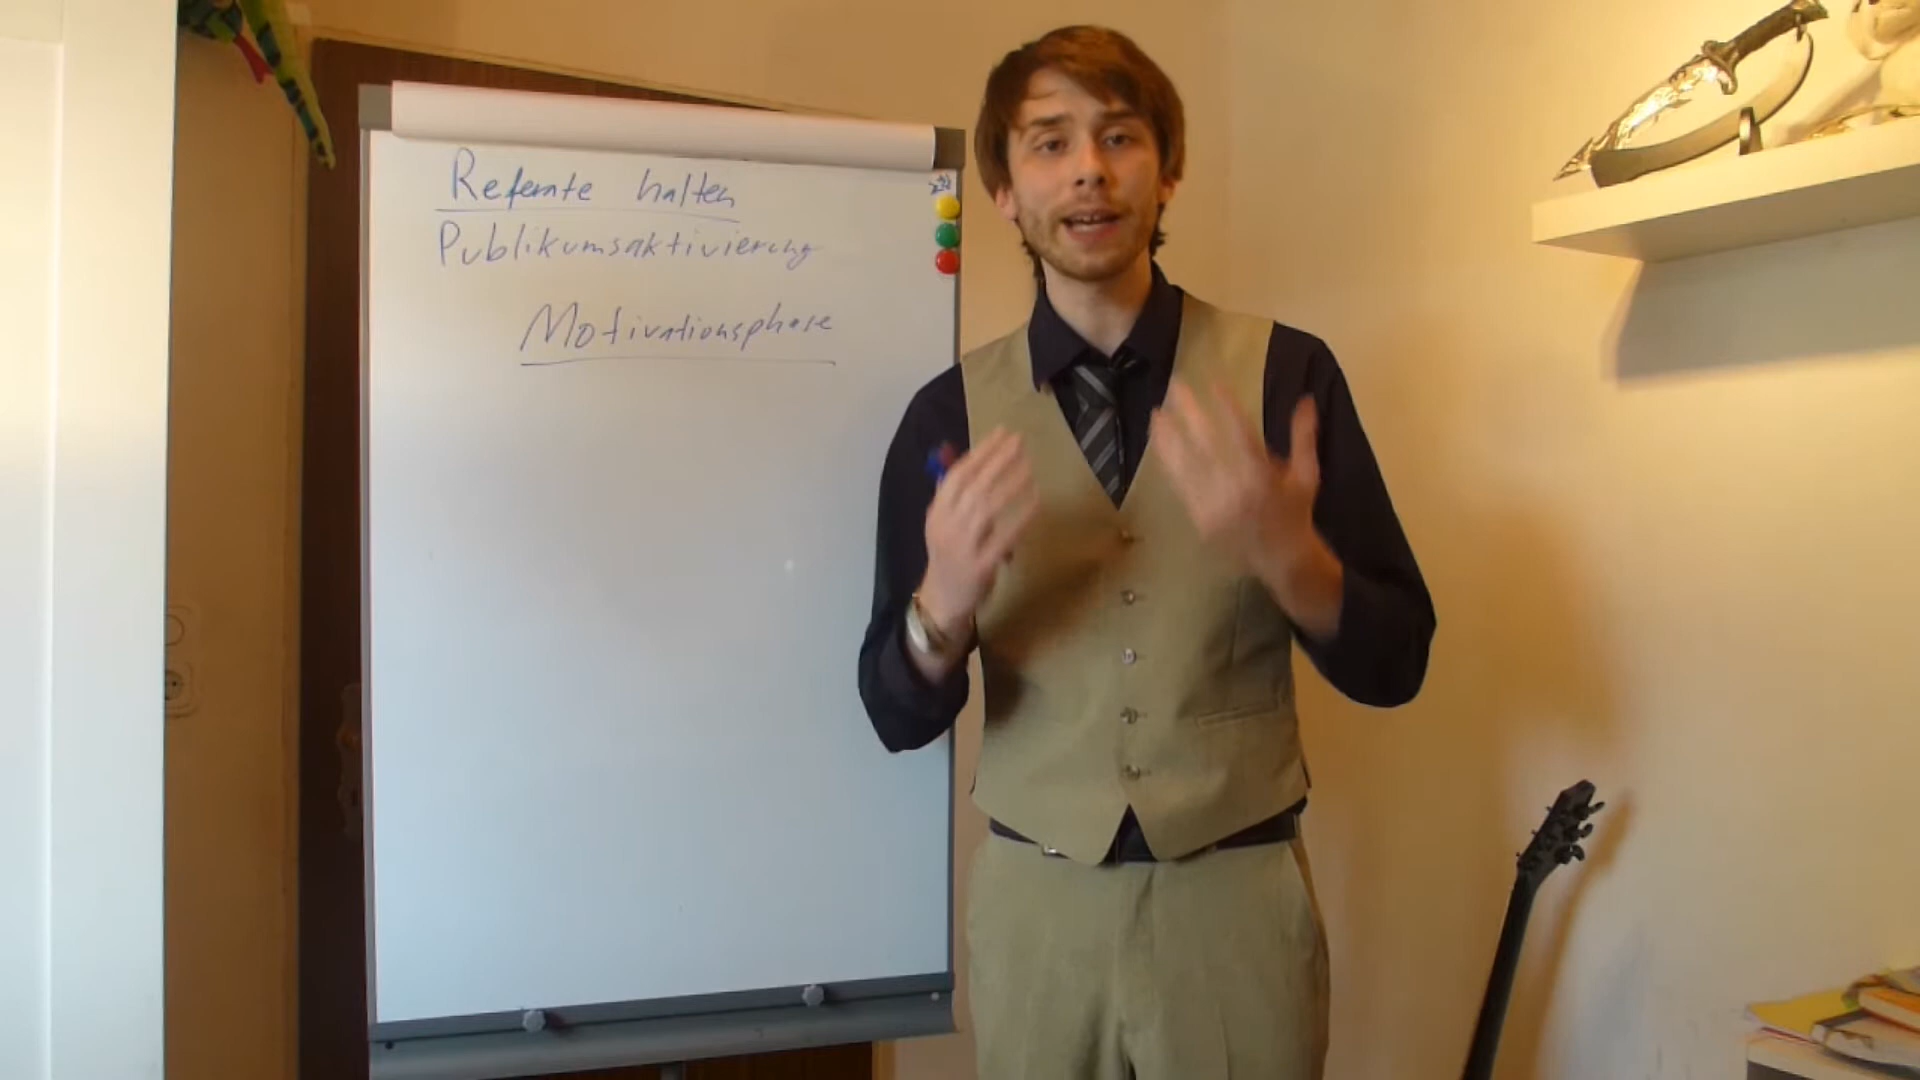 Referate halten
Publikumsaktivierung
Motivationsphase